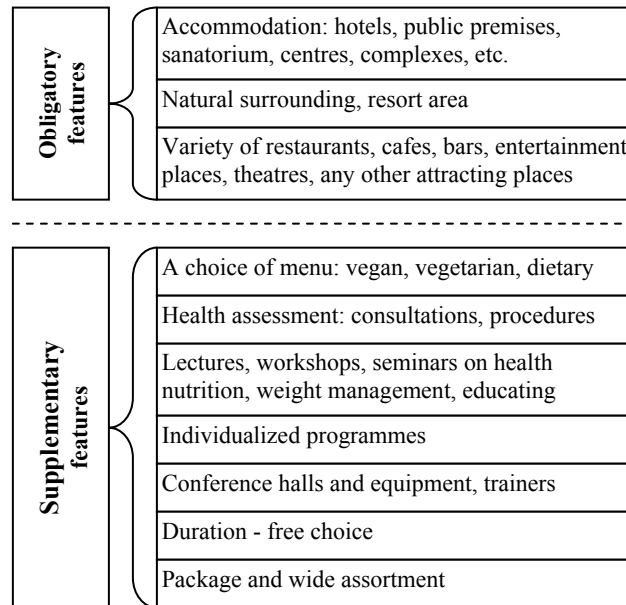 Obligatory
features
Accommodation: hotels, public premises,
sanatorium, centres, complexes, etc.
Natural surrounding, resort area
Variety of restaurants, cafes, bars, entertainment
places, theatres, any other attracting places
Supplementary
features
A choice of menu: vegan, vegetarian, dietary
Health assessment: consultations, procedures
Lectures, workshops, seminars on health
nutrition, weight management, educating
Individualized programmes
Conference halls and equipment, trainers
Duration - free choice
Package and wide assortment